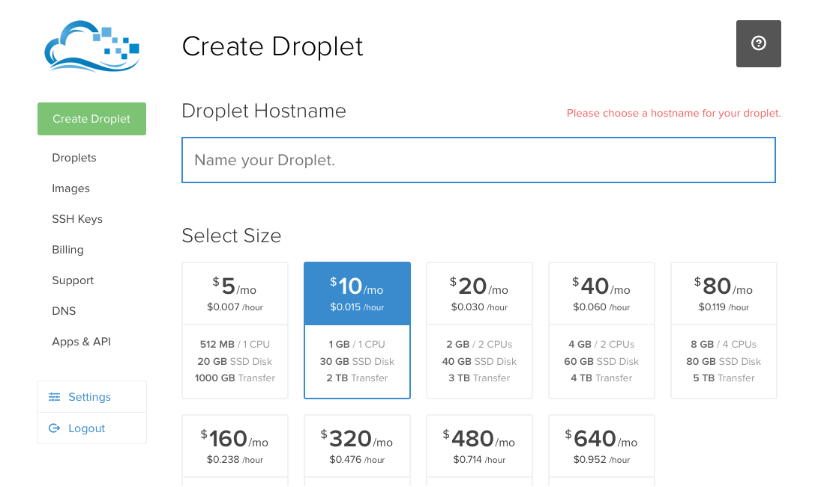 Create Droplet
Create Droplet
Droplets
Images
SSH Keys
Billing
Support
DNS
Apps & API
Settings
Logout
Droplet Hostname
Please choose a hostname for your droplet.
Name your Droplet.
Select Size
$5/mo
$0.007 /hour
512 MB / 1 CPU
20 GB SSD Disk
1000 GB Transfer
$10/mo
$0.015 /hour
1 GB / 1 CPU
30 GB SSD Disk
2 TB Transfer
$20/mo
$0.030 /hour
2 GB / 2 CPUs
40 GB SSD Disk
3 TB Transfer
$40/mo
$0.060 /hour
4 GB / 2 CPUs
60 GB SSD Disk
4 TB Transfer
$80/mo
$0.119 /hour
8 GB / 4 CPUs
80 GB SSD Disk
5 TB Transfer
$160/mo
$0.238 /hour
$320/mo
$0.476 /hour
$480/mo
$0.714 /hour
$640/mo
$0.952 /hour